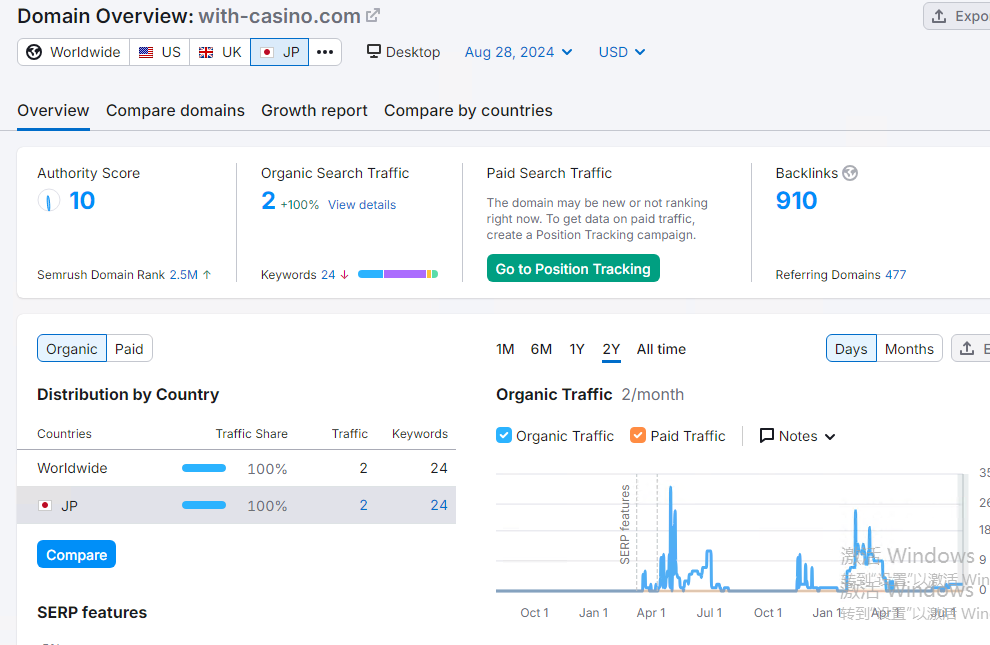 Domain Overview: with-casino.com
Worldwide US UK JP •••
Desktop Aug 28, 2024 USD
Overview Compare domains Growth report Compare by countries
Authority Score
10
Semrush Domain Rank 2.5M ↑
Organic Search Traffic
2 +100% View details
Keywords 24 ↓
Paid Search Traffic
The domain may be new or not ranking
right now. To get data on paid traffic,
create a Position Tracking campaign.
Go to Position Tracking
Backlinks
910
Referring Domains 477
Organic Paid
Distribution by Country
Countries Traffic Share Traffic Keywords
Worldwide 100% 2 24
JP 100% 2 24
Compare
SERP features
1M 6M 1Y 2Y All time
Days Months
Organic Traffic 2/month
Organic Traffic Paid Traffic Notes
SERP features
9
0
Oct 1 Jan 1 Apr 1 Jul 1 Oct 1 Jan 1 Apr 1 Jul 1
激活 Windows
转到"设置"以激活 Win
激活 Windows
转到"设置"以激活 Win